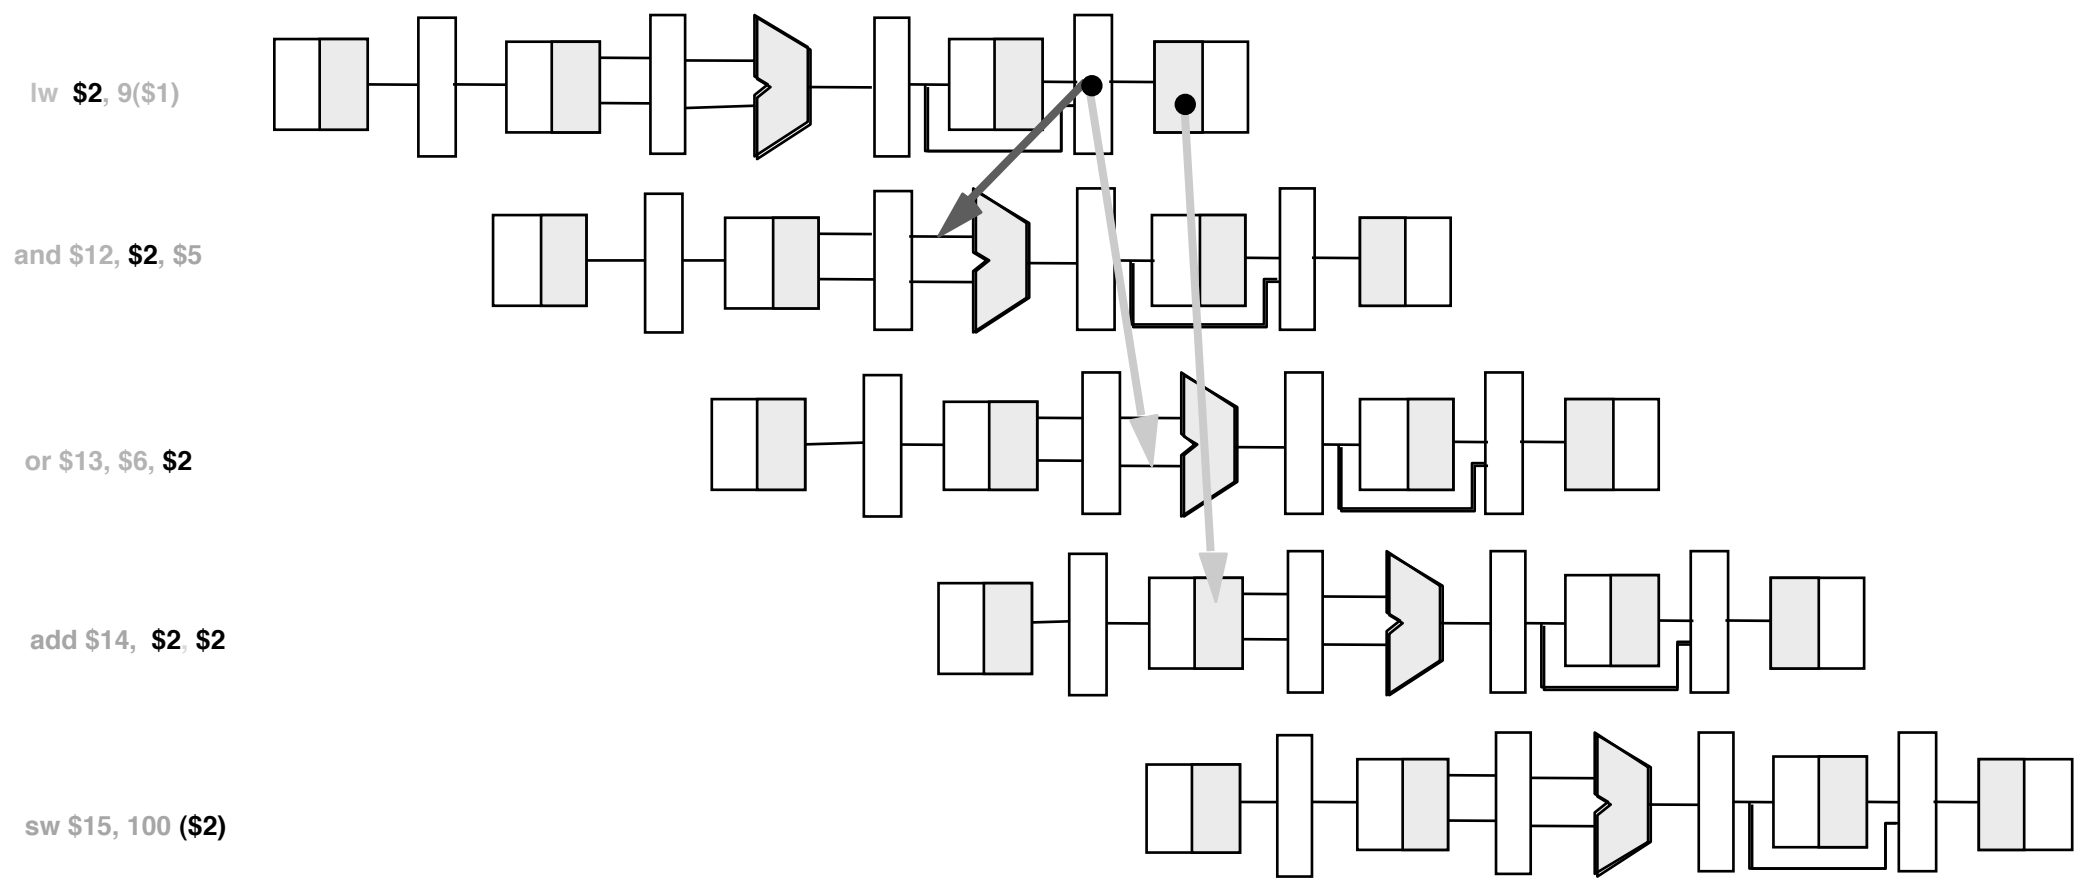 lw $2, 9($1)
and $12, $2, $5
or $13, $6, $2
add $14, $2, $2
sw $15, 100 ($2)